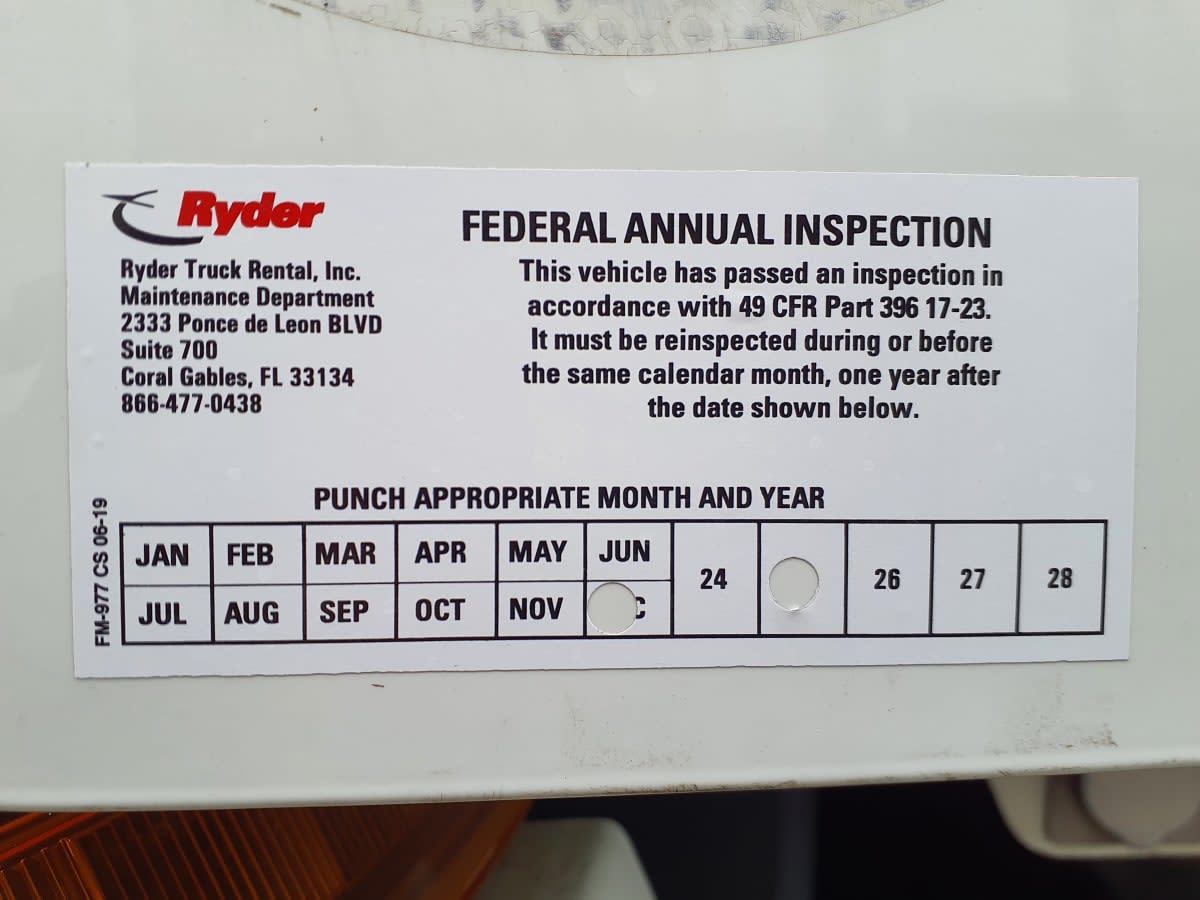 Ryder
Ryder Truck Rental, Inc.
Maintenance Department
2333 Ponce de Leon BLVD
Suite 700
Coral Gables, FL 33134
866-477-0438
FEDERAL ANNUAL INSPECTION
This vehicle has passed an inspection in
accordance with 49 CFR Part 396 17-23.
It must be reinspected during or before
the same calendar month, one year after
the date shown below.
PUNCH APPROPRIATE MONTH AND YEAR
JAN FEB MAR APR MAY JUN
JUL AUG SEP OCT NOV C
24 26 27 28
FM-977 CS 06-19